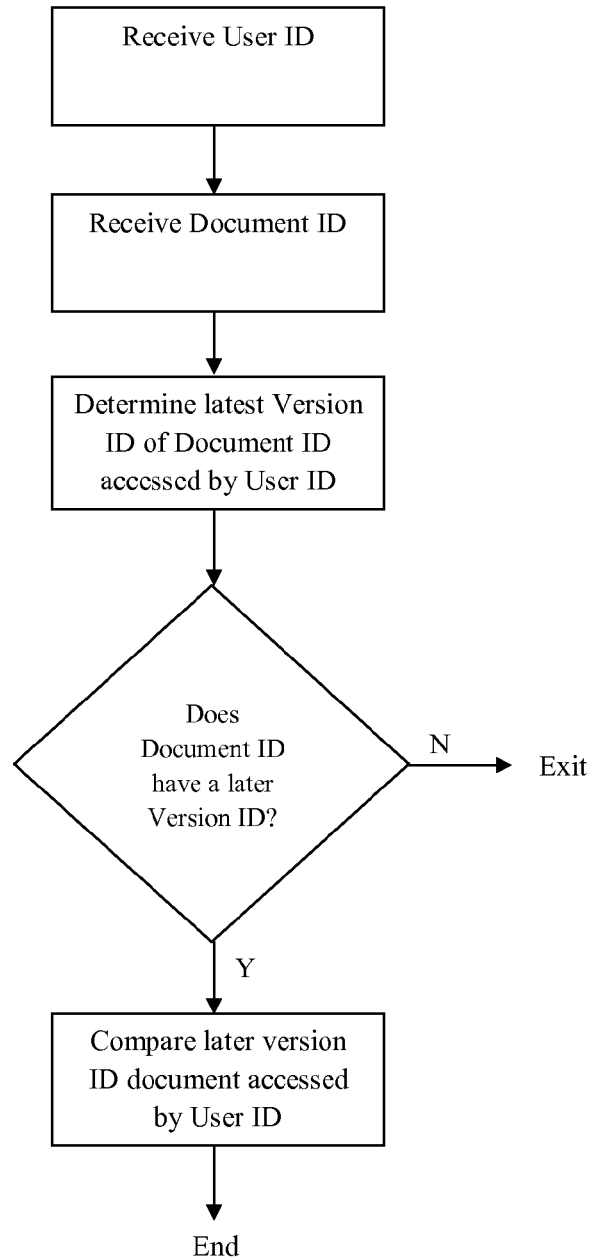 Receive User ID
Receive Document ID
Determine latest Version
ID of Document ID
accessed by User ID
Does
Document ID
have a later
Version ID?
N
Exit
Y
Compare later version
ID document accessed
by User ID
End